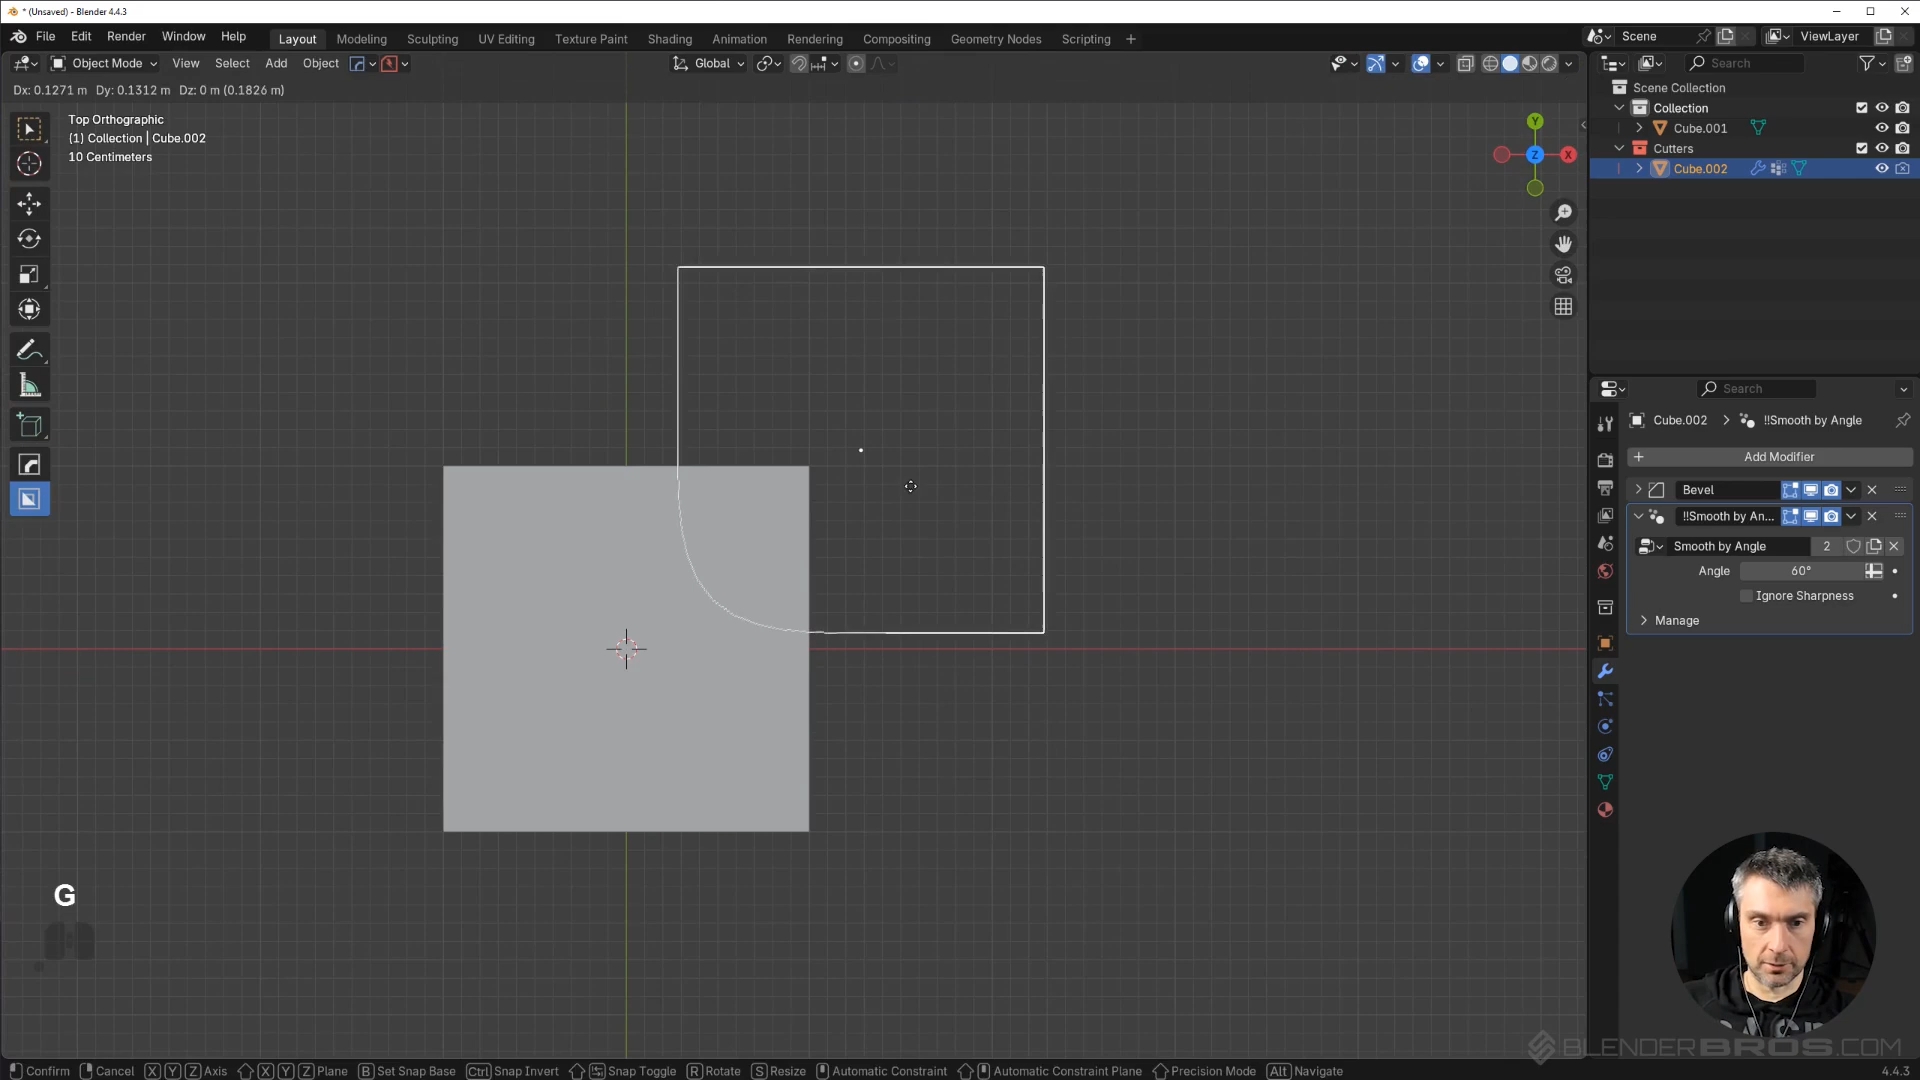 * (Unsaved) - Blender 4.4.3
File Edit Render Window Help Layout Modeling Sculpting UV Editing Texture Paint Shading Animation Rendering Compositing Geometry Nodes Scripting + Scene ViewLayer
Object Mode View Select Add Object Global Search
Dx: 0.1271 m Dy: 0.1312 m Dz: 0 m (0.1826 m)
Scene Collection
Top Orthographic
(1) Collection | Cube.002
10 Centimeters
Collection
Cube.001
Cutters
Cube.002
Y
Z
X
Search
Cube.002 > !!Smooth by Angle
+ Add Modifier
Bevel
!!Smooth by An...
Smooth by Angle 2
Angle 60°
Ignore Sharpness
Manage
G
BLENDERBROS.COM
Confirm Cancel X Y Z Axis X Y Z Plane B Set Snap Base Ctrl Snap Invert Snap Toggle R Rotate S Resize Automatic Constraint Automatic Constraint Plane Precision Mode Alt Navigate 4.4.3